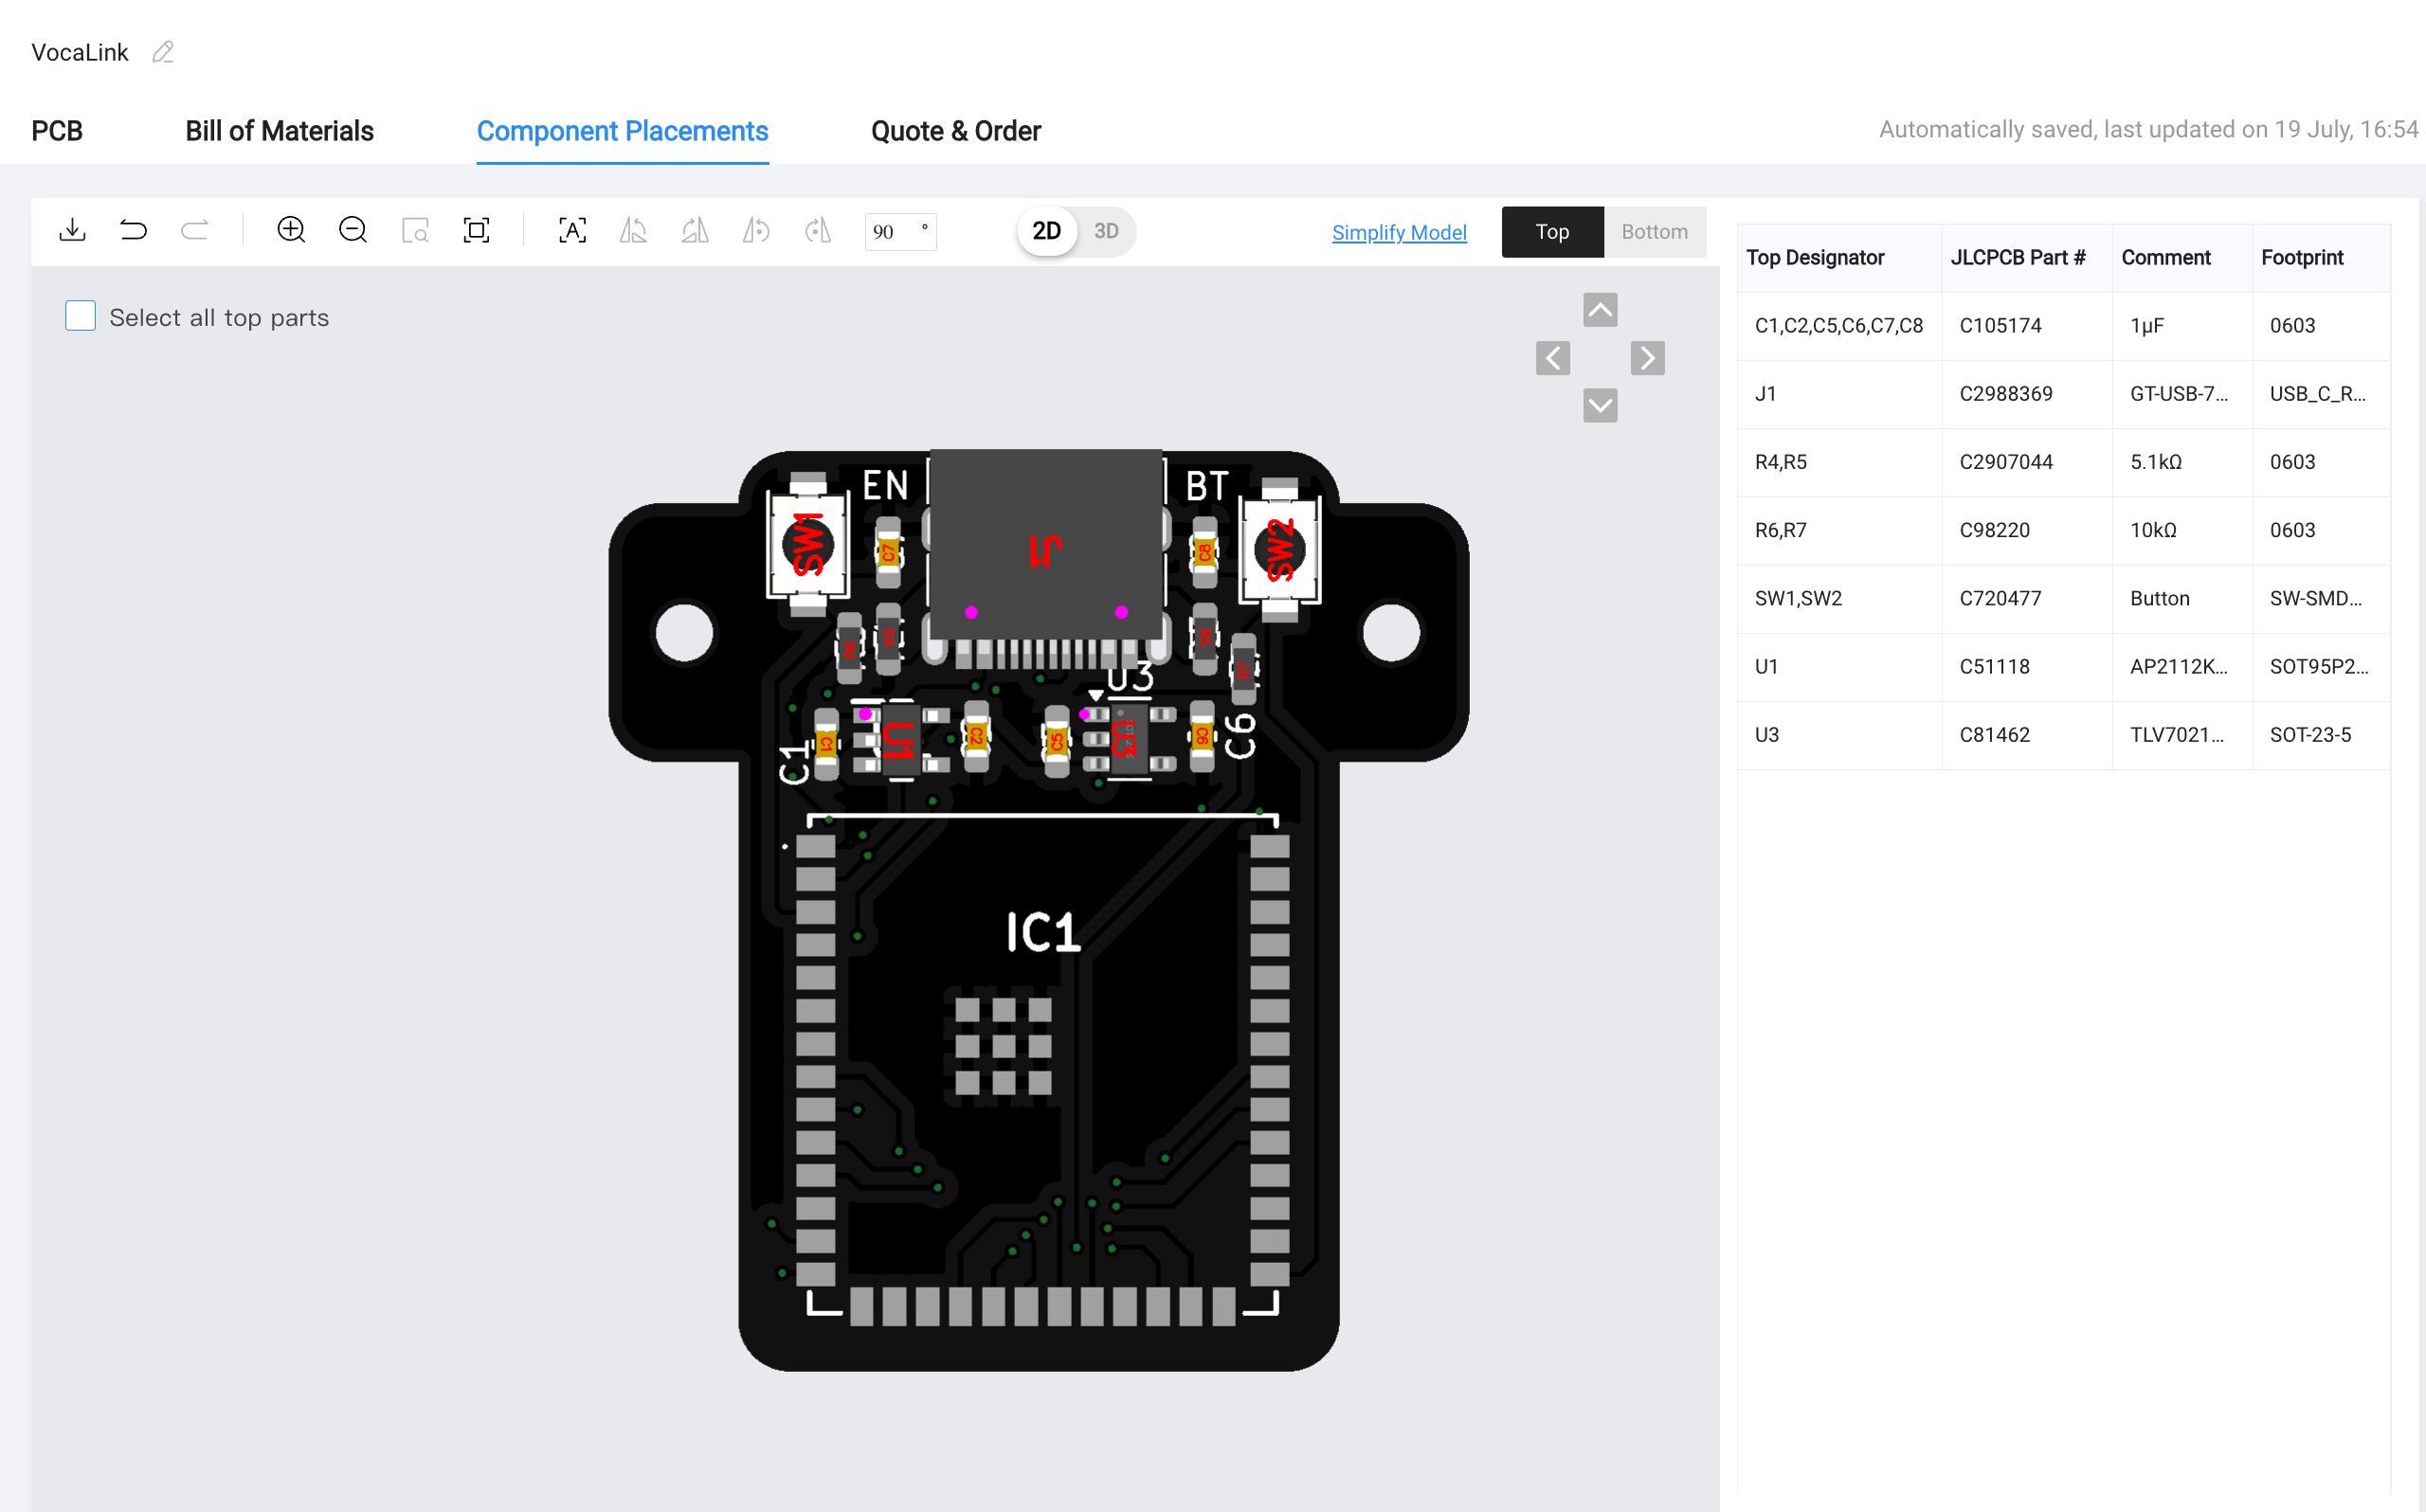 VocaLink
PCB Bill of Materials Component Placements Quote & Order Automatically saved, last updated on 19 July, 16:54
A 90 ° 2D 3D Simplify Model Top Bottom
Select all top parts
Top Designator JLCPCB Part # Comment Footprint
C1,C2,C5,C6,C7,C8 C105174 1µF 0603
J1 C2988369 GT-USB-7... USB_C_R...
R4,R5 C2907044 5.1kΩ 0603
R6,R7 C98220 10kΩ 0603
SW1,SW2 C720477 Button SW-SMD...
U1 C51118 AP2112K... SOT95P2...
U3 C81462 TLV7021... SOT-23-5
EN BT
SW1 C7 J1 C8 SW2
R6 R4 R5 R7
U3
C1 C1 U1 C2 C5 U3 C6 C6
IC1